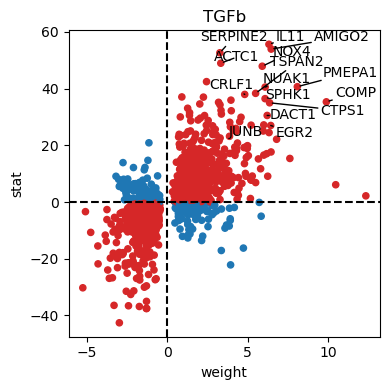 TGFb
60
SERPINE2
IL11
AMIGO2
ACTC1
NOX4
TSPAN2
40
CRLF1
NUAK1
PMEPA1
SPHK1
COMP
DACT1
CTPS1
20
JUNB
EGR2
0
−20
−40
stat
−5
0
5
10
weight